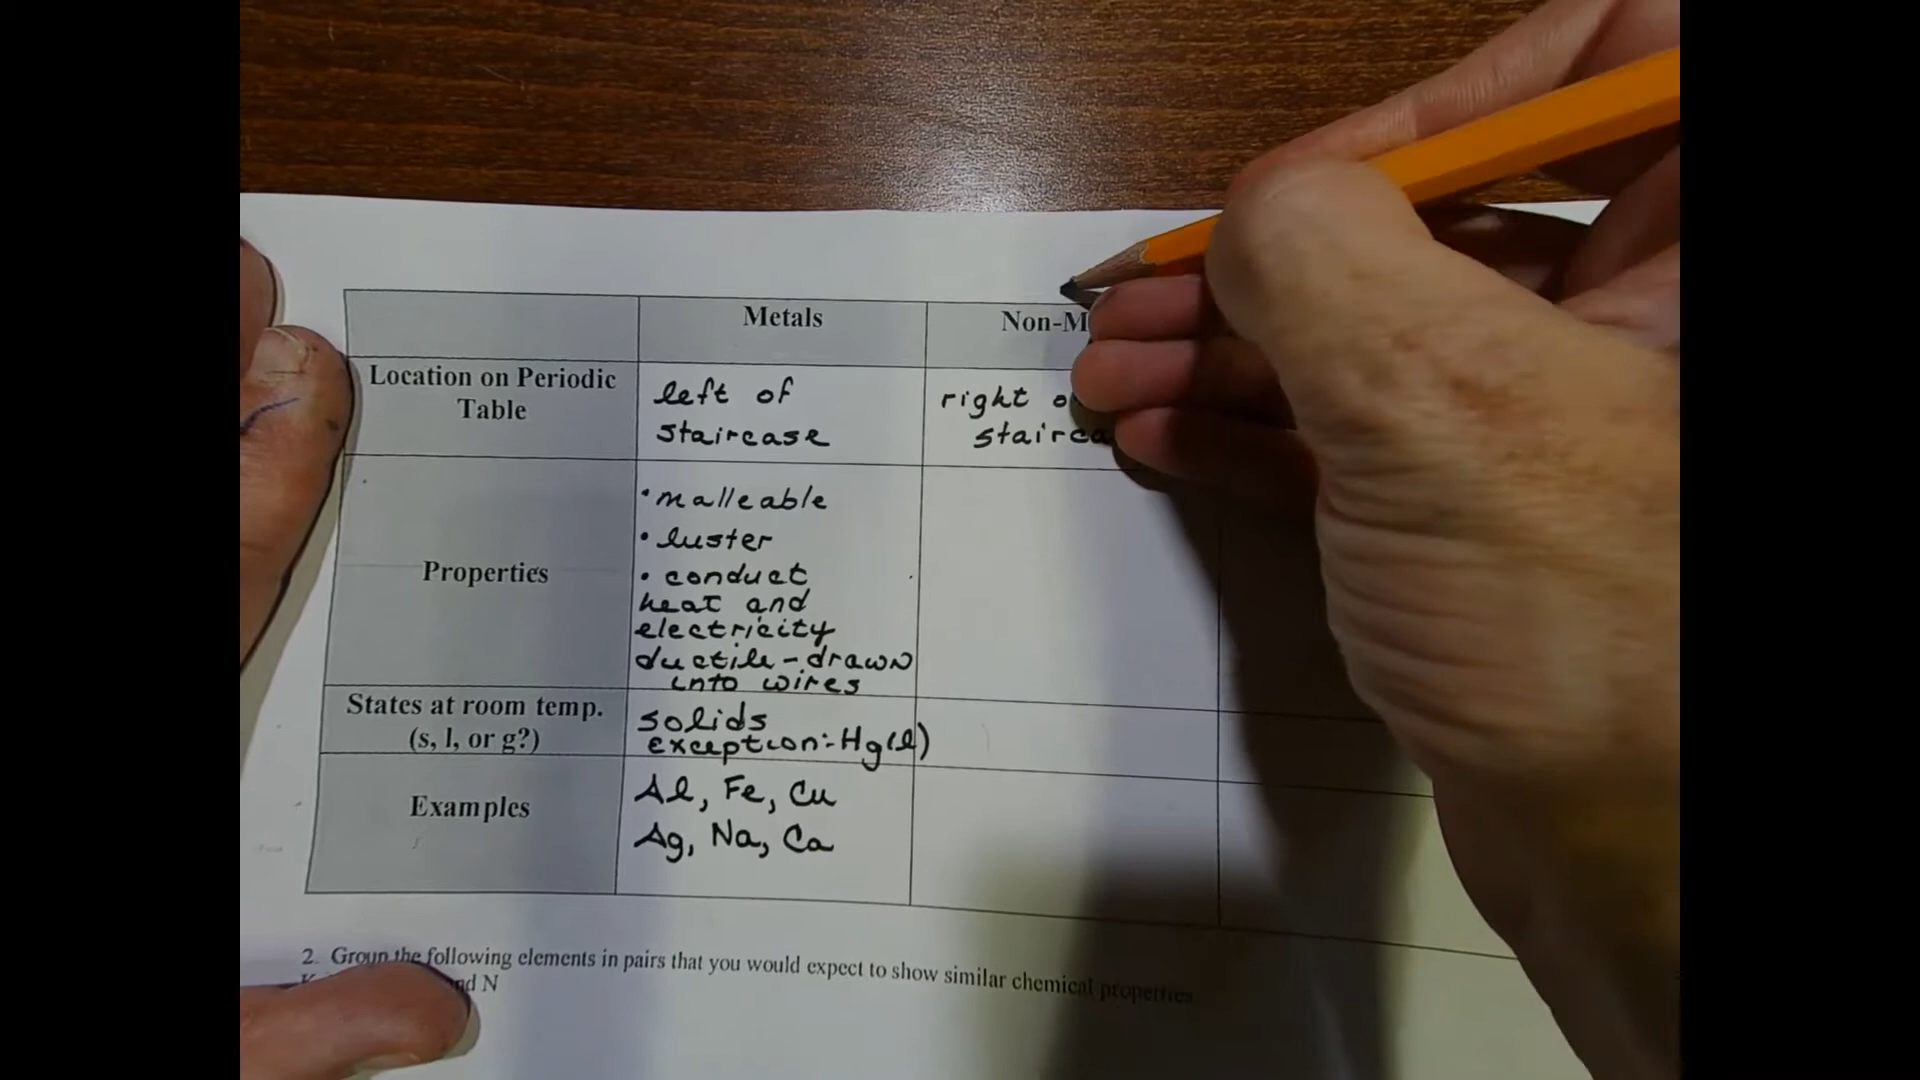 Metals
Non-M
Location on Periodic
Table
left of
staircase
right o
stairca
Properties
•malleable
•luster
•conduct
heat and
electricity
ductile-drawn
into wires
States at room temp.
(s, l, or g?)
solids
exception:-Hg(l)
Examples
Al, Fe, Cu
Ag, Na, Ca
2. Group the following elements in pairs that you would expect to show similar chemical properties
nd N